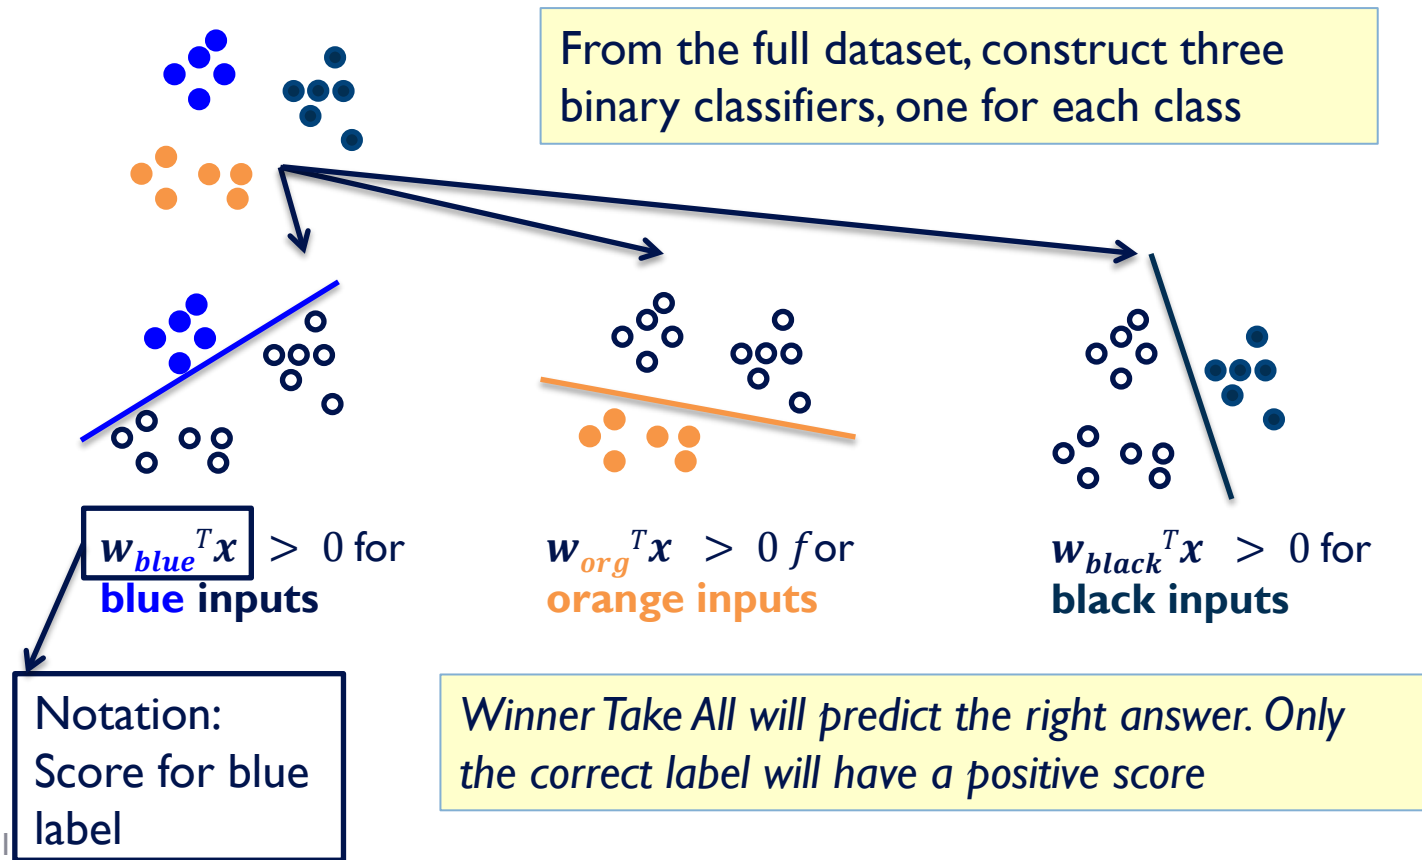 From the full dataset, construct three
binary classifiers, one for each class
w_blue^T x > 0 for
blue inputs
w_org^T x > 0 for
orange inputs
w_black^T x > 0 for
black inputs
Notation:
Score for blue
label
Winner Take All will predict the right answer. Only
the correct label will have a positive score